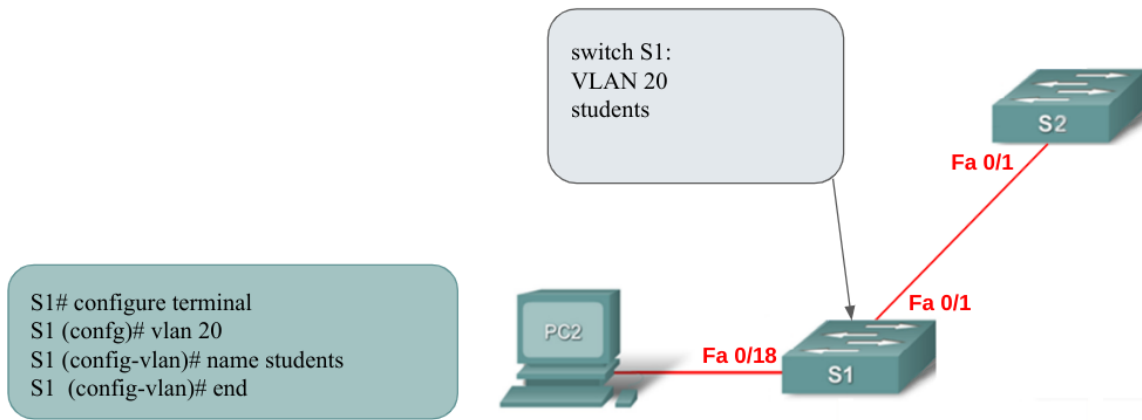 switch S1:
VLAN 20
students
S2
Fa 0/1
S1# configure terminal
S1 (confg)# vlan 20
S1 (config-vlan)# name students
S1  (config-vlan)# end
PC2
Fa 0/18
Fa 0/1
S1